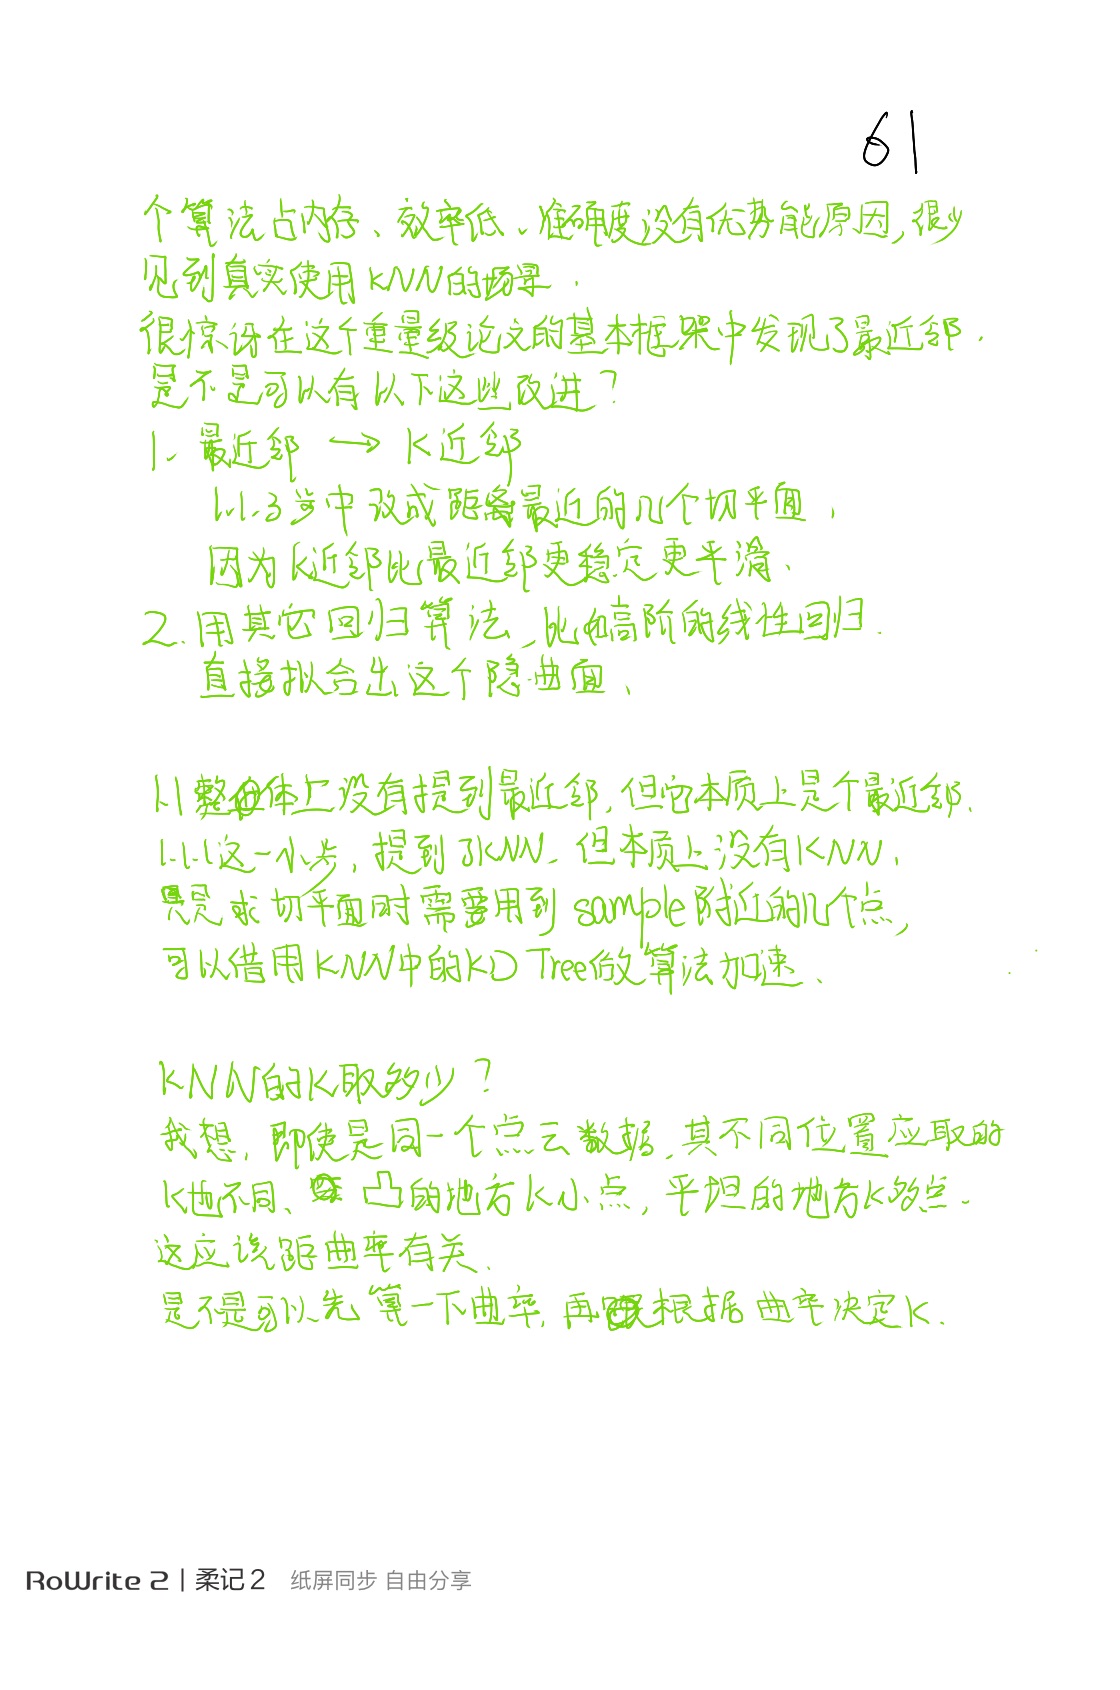 61
个算法占内存、效率低、准确度没有优势能原因,很少
见到真实使用KNN的场景.
很惊讶在这个重量级论文的基本框架中发现了最近邻.
是不是可以有以下这些改进?
1. 最近邻 → K近邻
1.1.3步中改成距离最近的几个切平面.
因为K近邻比最近邻更稳定更平滑.
2. 用其它回归算法,比如高阶的线性回归.
直接拟合出这个隐曲面.
1.1整体上没有提到最近邻,但它本质上是个最近邻.
1.1.1这一小步,提到了KNN.但本质上没有KNN.
只是求切平面时需要用到sample附近的几个点,
可以借用KNN中的KD Tree做算法加速.
KNN的K取多少?
我想,即使是同一个点云数据,其不同位置应取的
K也不同、凸的地方K小点,平坦的地方K多点.
这应该跟曲率有关.
是不是可以先算一下曲率,再根据曲率决定K.
RoWrite 2 | 柔记2 纸屏同步 自由分享